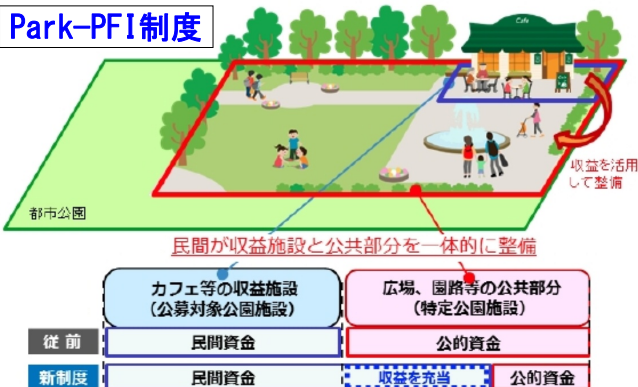 Park-PFI制度
Cafe
収益を活用
して整備
都市公園
民間が収益施設と公共部分を一体的に整備
カフェ等の収益施設
(公募対象公園施設)
広場、園路等の公共部分
(特定公園施設)
従前
民間資金
公的資金
新制度
民間資金
収益を充当
公的資金